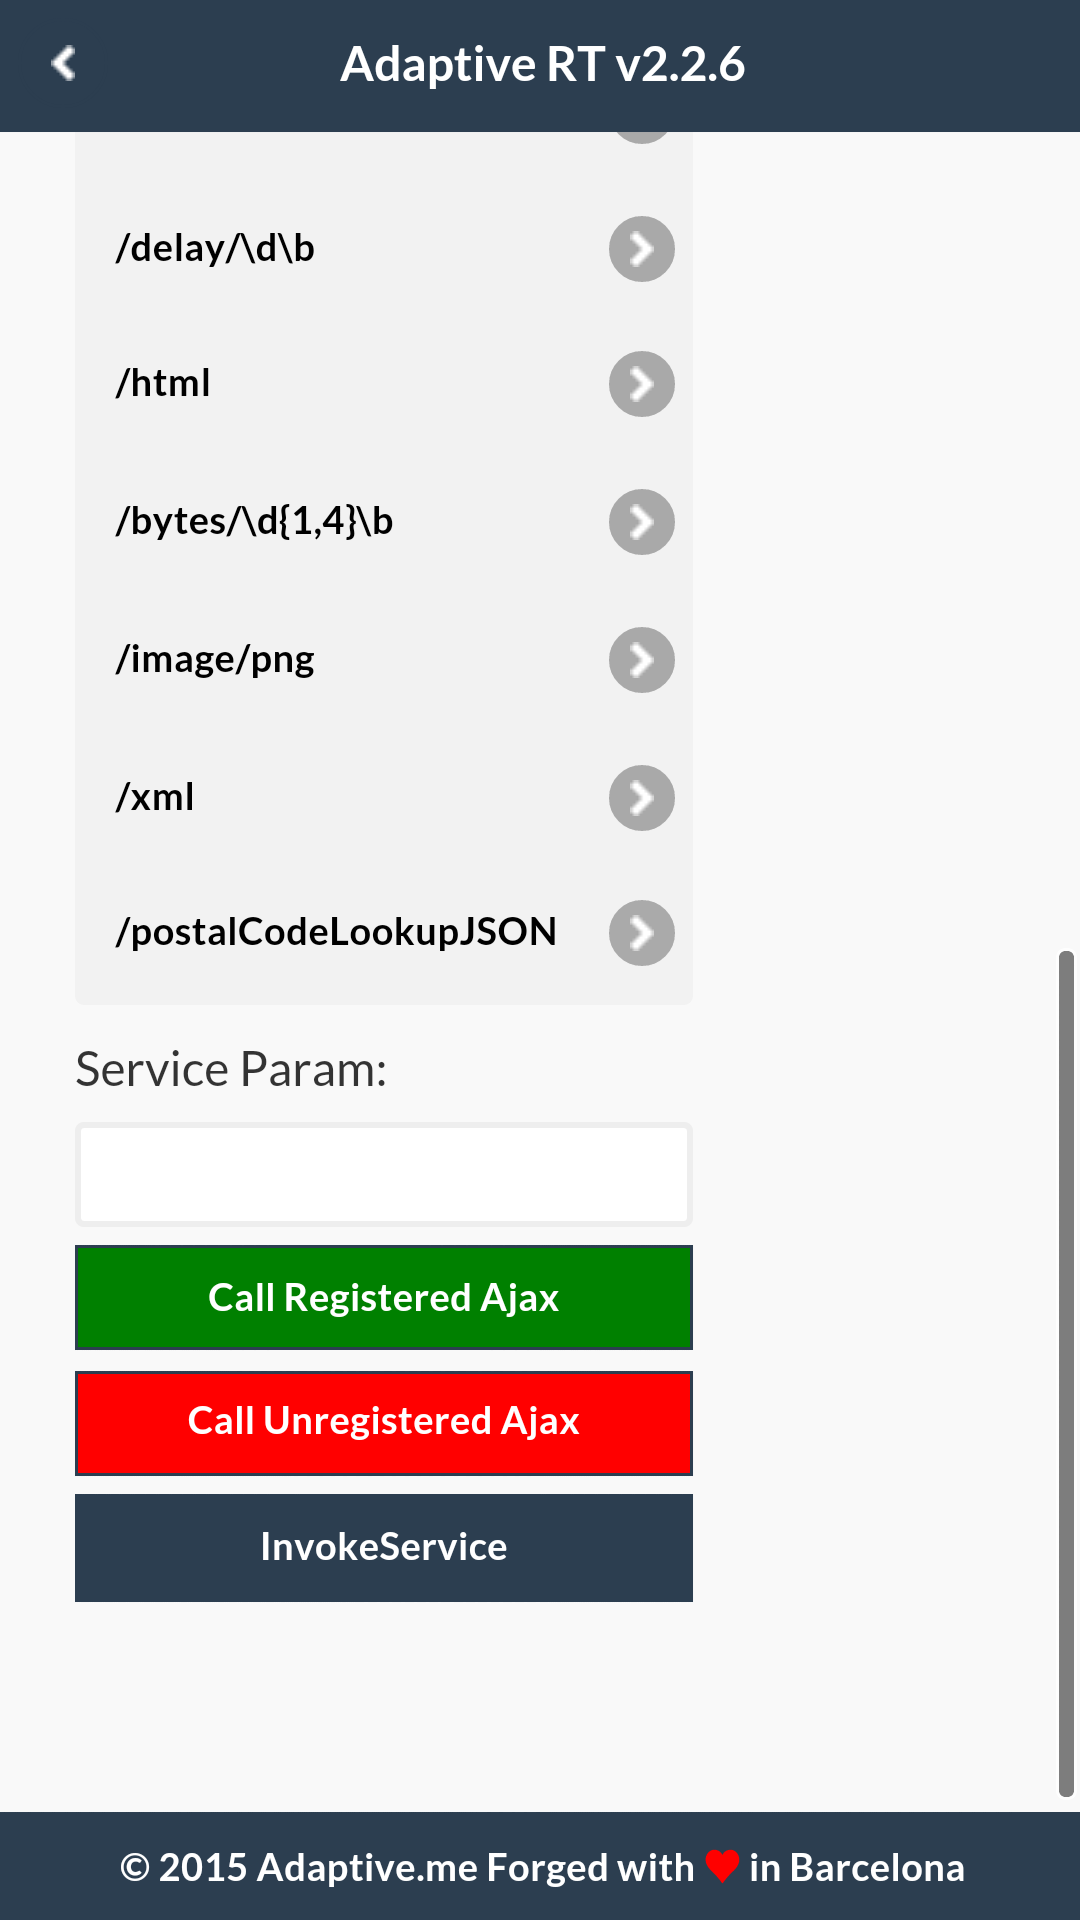 Adaptive RT v2.2.6
/delay/\d\b
/html
/bytes/\d{1,4}\b
/image/png
/xml
/postalCodeLookupJSON
Service Param:
Call Registered Ajax
Call Unregistered Ajax
InvokeService
© 2015 Adaptive.me Forged with ♥ in Barcelona